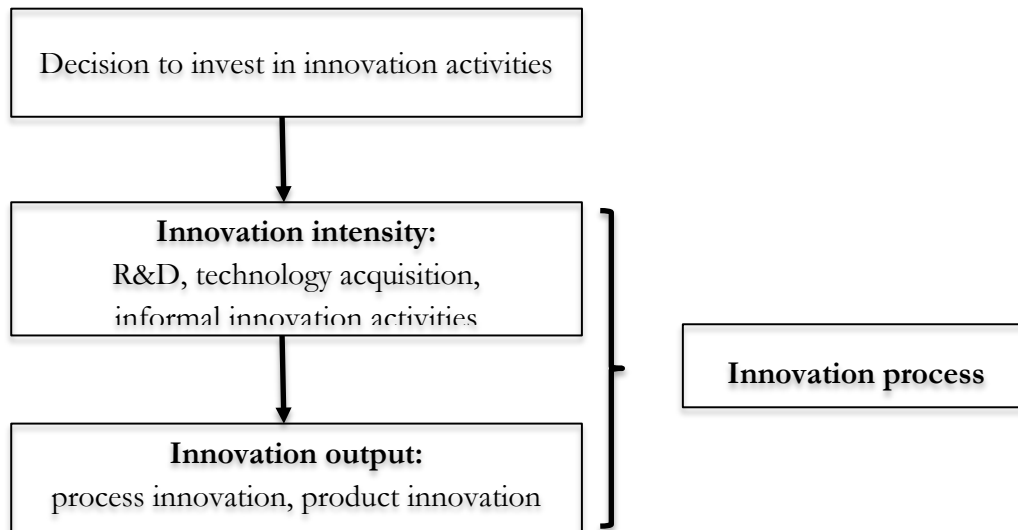 Decision to invest in innovation activities
Innovation intensity:
R&D, technology acquisition,
informal innovation activities
Innovation process
Innovation output:
process innovation, product innovation